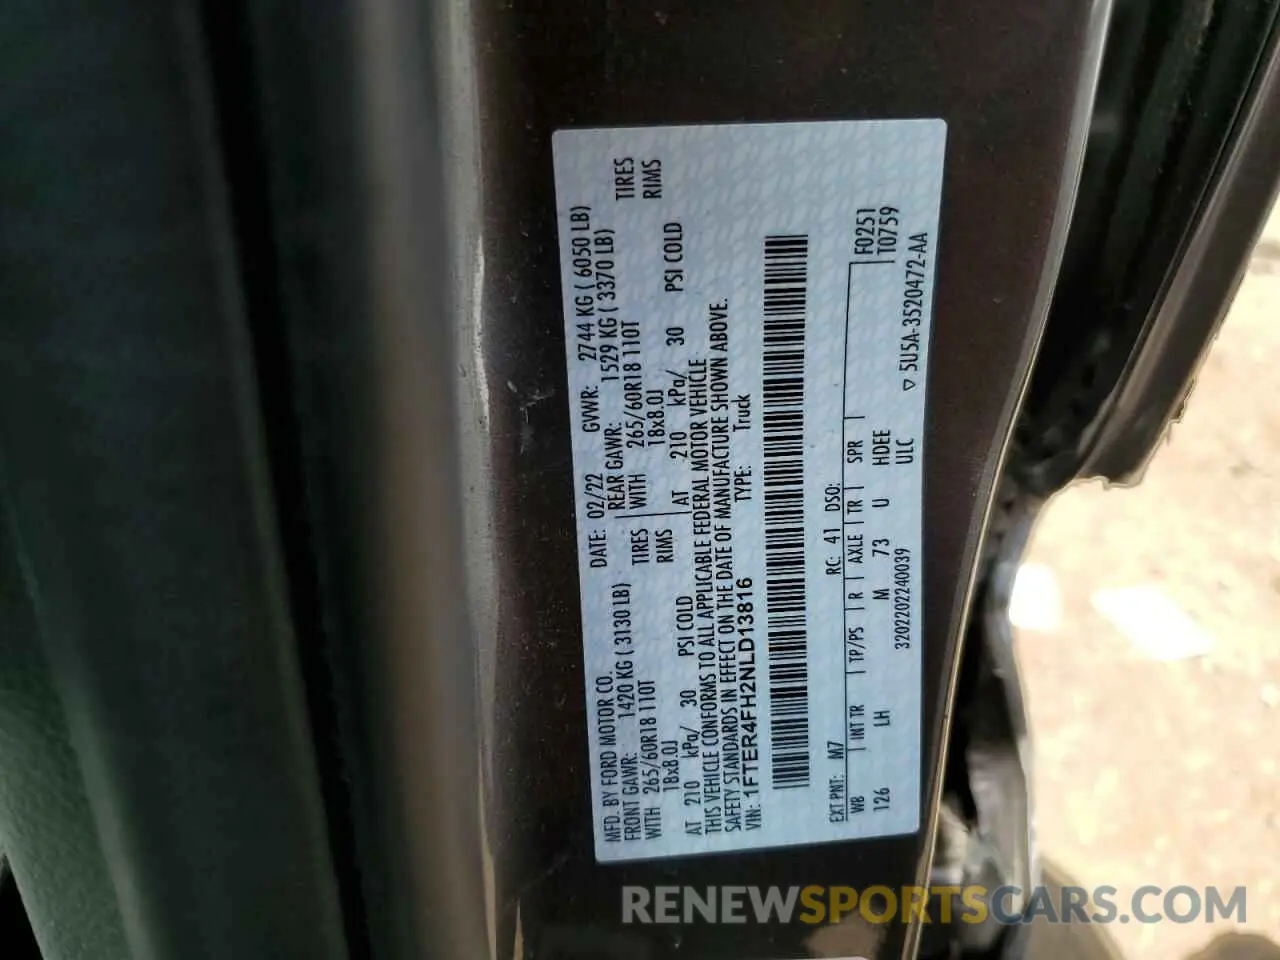 MFD. BY FORD MOTOR CO.
DATE: 02/22 GVWR: 2744 KG ( 6050 LB)
FRONT GAWR: 1420 KG ( 3130 LB) REAR GAWR: 1529 KG ( 3370 LB)
WITH 265/60R18 110T TIRES WITH 265/60R18 110T TIRES
18x8.0J RIMS 18x8.0J RIMS
AT 210 kPa/ 30 PSI COLD AT 210 kPa/ 30 PSI COLD
THIS VEHICLE CONFORMS TO ALL APPLICABLE FEDERAL MOTOR VEHICLE
SAFETY STANDARDS IN EFFECT ON THE DATE OF MANUFACTURE SHOWN ABOVE.
VIN: 1FTER4FH2NLD13816 TYPE: Truck
EXT PNT: M7 RC: 41 DSO: F0251
WB INT TR TP/PS R AXLE TR SPR T0759
126 LH M 73 U HDEE
3202202240039 ULC ▽ 5U5A-3520472-AA
RENEWSPORTSCARS.COM